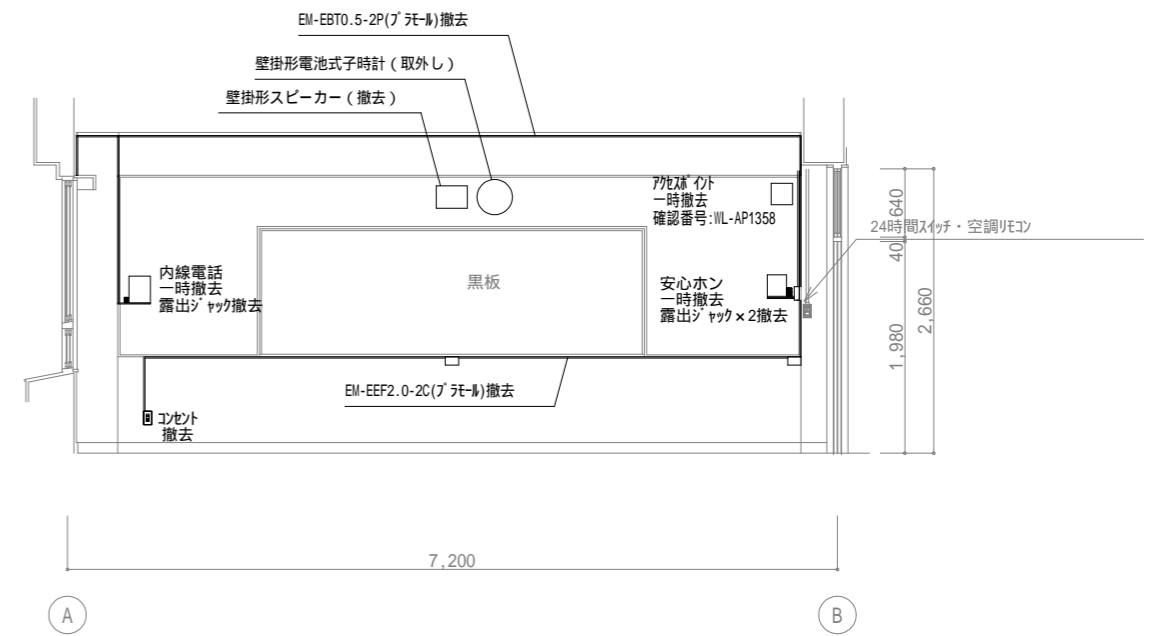 EM-EBT0.5-2P(ﾌﾟﾗﾓｰﾙ)撤去
壁掛形電池式子時計(取外し)
壁掛形スピーカー(撤去)
ｱｸｾｽﾎﾟｲﾝﾄ
一時撤去
確認番号:WL-AP1358
640
24時間ｽｲｯﾁ・空調ﾘﾓｺﾝ
40
内線電話
一時撤去
露出ｼﾞｬｯｸ撤去
黒板
安心ホン
一時撤去
露出ｼﾞｬｯｸ×2撤去
1,980
2,660
EM-EEF2.0-2C(ﾌﾟﾗﾓｰﾙ)撤去
ｺﾝｾﾝﾄ
撤去
7,200
A
B